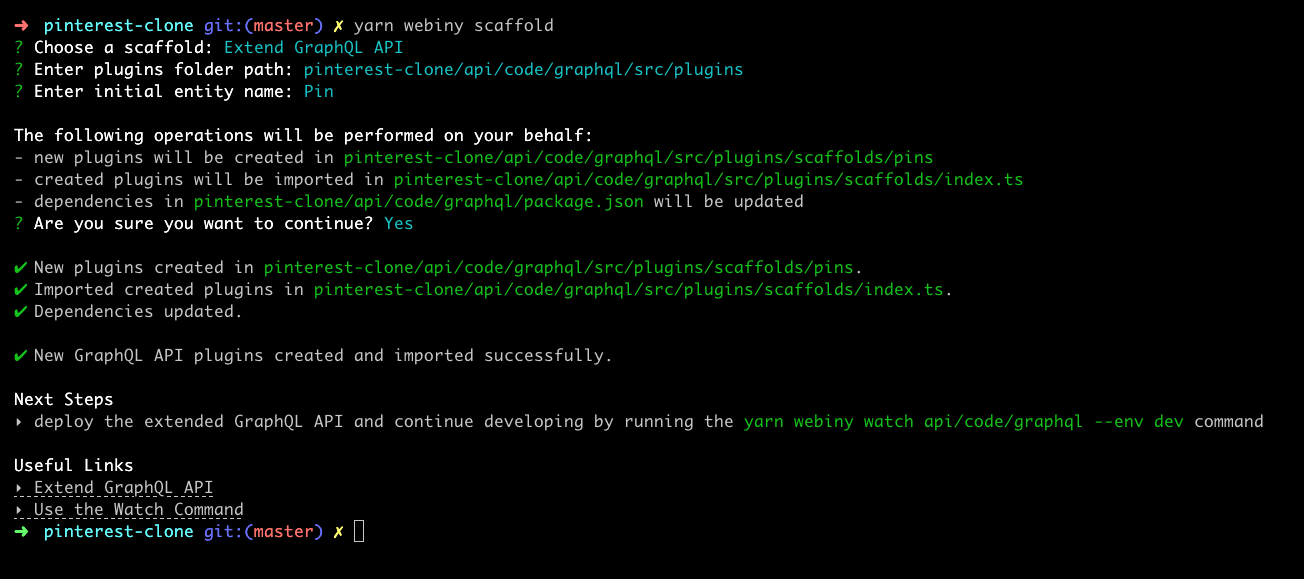 ➜ pinterest-clone git:(master) ✗ yarn webiny scaffold
? Choose a scaffold: Extend GraphQL API
? Enter plugins folder path: pinterest-clone/api/code/graphql/src/plugins
? Enter initial entity name: Pin
The following operations will be performed on your behalf:
- new plugins will be created in pinterest-clone/api/code/graphql/src/plugins/scaffolds/pins
- created plugins will be imported in pinterest-clone/api/code/graphql/src/plugins/scaffolds/index.ts
- dependencies in pinterest-clone/api/code/graphql/package.json will be updated
? Are you sure you want to continue? Yes
✔ New plugins created in pinterest-clone/api/code/graphql/src/plugins/scaffolds/pins.
✔ Imported created plugins in pinterest-clone/api/code/graphql/src/plugins/scaffolds/index.ts.
✔ Dependencies updated.
✔ New GraphQL API plugins created and imported successfully.
Next Steps
‣ deploy the extended GraphQL API and continue developing by running the yarn webiny watch api/code/graphql --env dev command
Useful Links
‣ Extend GraphQL API
‣ Use the Watch Command
➜ pinterest-clone git:(master) ✗